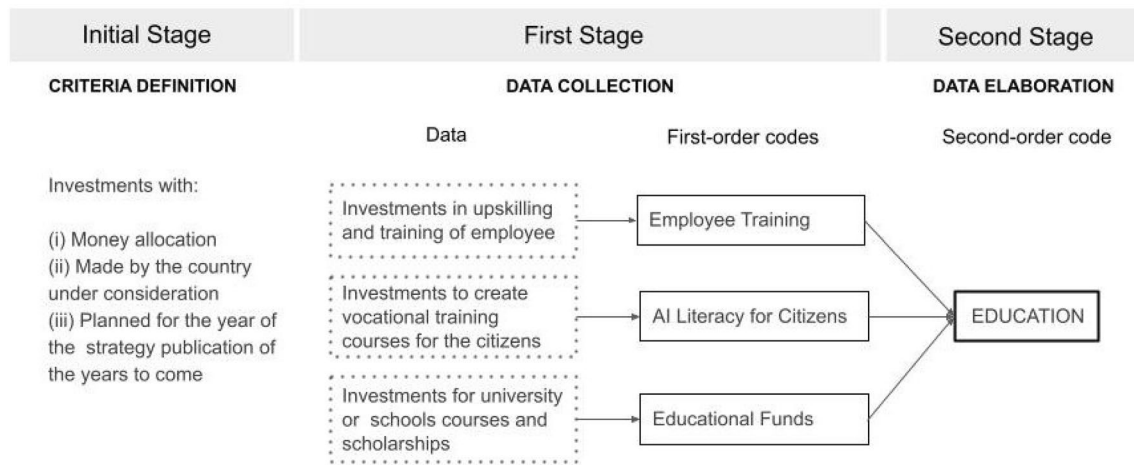 Initial Stage
First Stage
Second Stage
CRITERIA DEFINITION
DATA COLLECTION
DATA ELABORATION
Data
First-order codes
Second-order code
Investments with:
(i) Money allocation
(ii) Made by the country
under consideration
(iii) Planned for the year of
the strategy publication of
the years to come
Investments in upskilling
and training of employee
Employee Training
Investments to create
vocational training
courses for the citizens
AI Literacy for Citizens
EDUCATION
Investments for university
or schools courses and
scholarships
Educational Funds